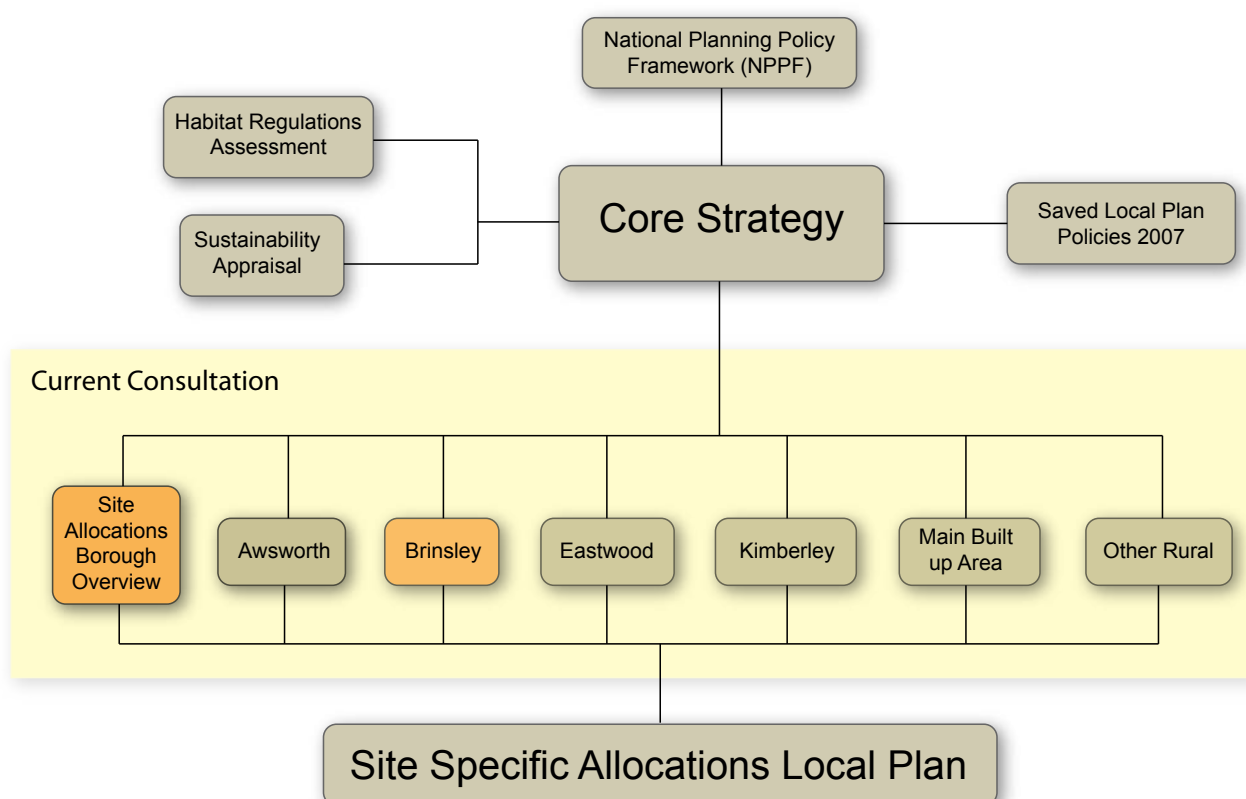 National Planning Policy
Framework (NPPF)
Habitat Regulations
Assessment
Core Strategy
Saved Local Plan
Policies 2007
Sustainability
Appraisal
Current Consultation
Site
Allocations
Borough
Overview
Awsworth
Brinsley
Eastwood
Kimberley
Main Built
up Area
Other Rural
Site Specific Allocations Local Plan